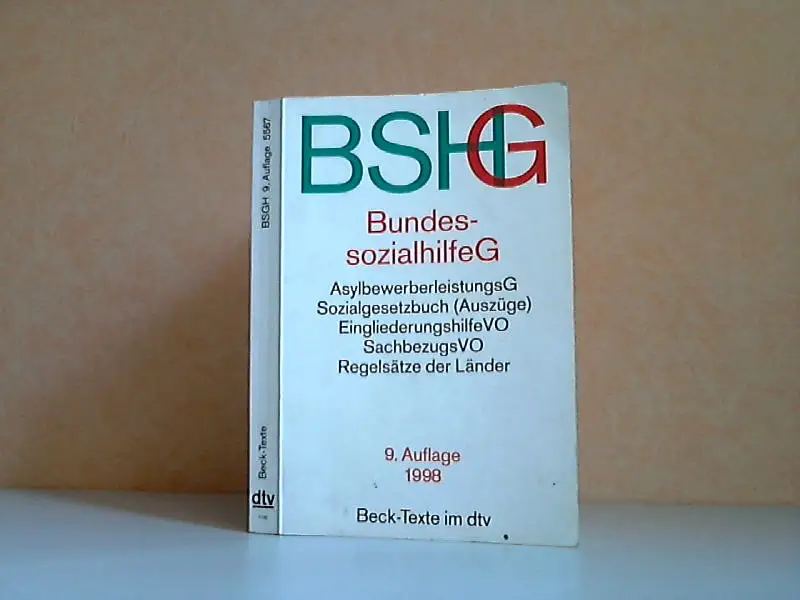 BSHG
Bundes-
sozialhilfeG
AsylbewerberleistungsG
Sozialgesetzbuch (Auszüge)
EingliederungshilfeVO
SachbezugsVO
Regelsätze der Länder
9. Auflage
1998
Beck-Texte im dtv
BSGH 9. Auflage 5567
Beck-Texte
dtv